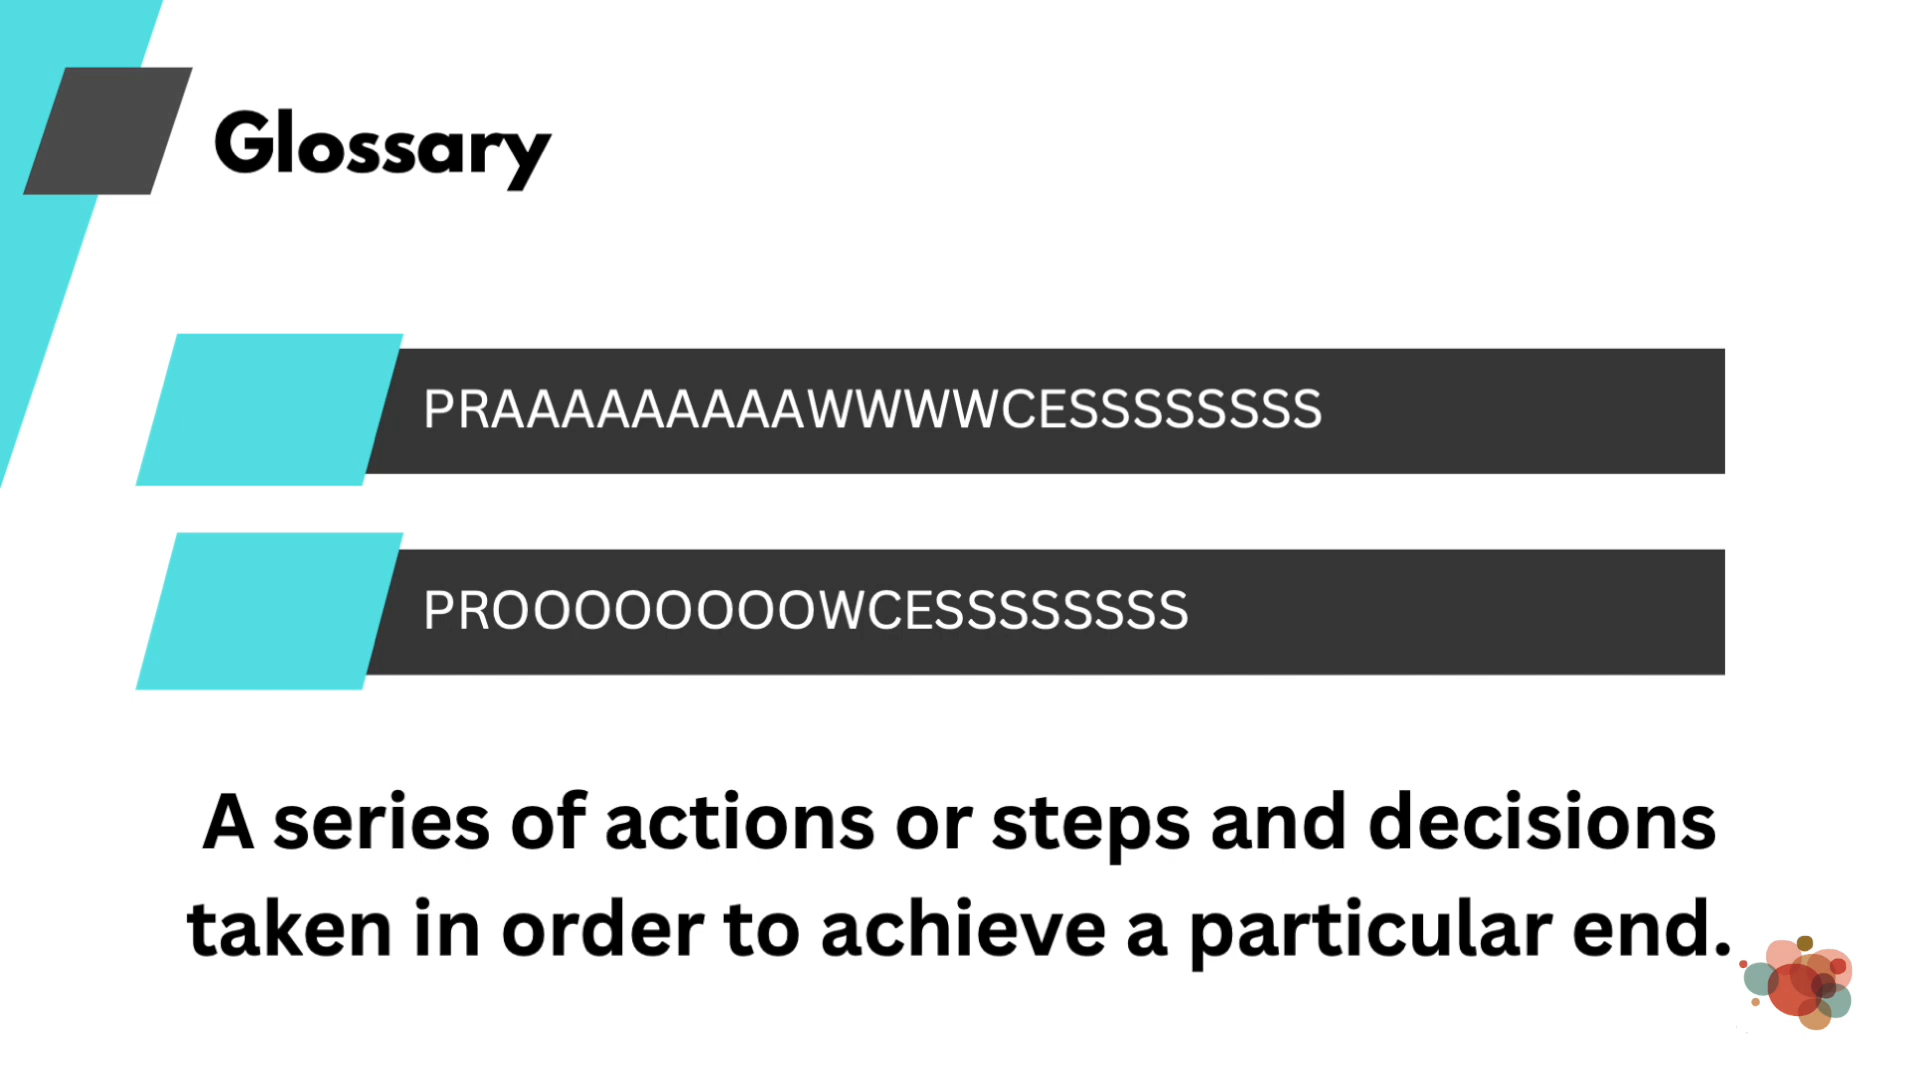 Glossary
PRAAAAAAAAAWWWWCESSSSSSSS
PROOOOOOOOWCESSSSSSSS
A series of actions or steps and decisions
taken in order to achieve a particular end.